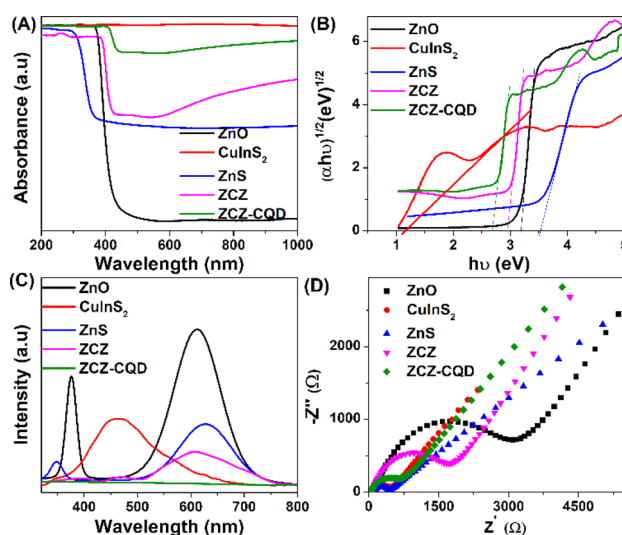 (A)
Absorbance (a.u)
ZnO
CuInS₂
ZnS
ZCZ
ZCZ-CQD
200 400 600 800 1000
Wavelength (nm)
(B)
(αhυ)^1/2(eV)^1/2
6
4
2
0
ZnO
CuInS₂
ZnS
ZCZ
ZCZ-CQD
0 1 2 3 4 5
hυ (eV)
(C)
Intensity (a.u)
ZnO
CuInS₂
ZnS
ZCZ
ZCZ-CQD
400 500 600 700 800
Wavelength (nm)
(D)
-Z'' (Ω)
3000
2000
1000
0
ZnO
CuInS₂
ZnS
ZCZ
ZCZ-CQD
0 1500 3000 4500
Z' (Ω)